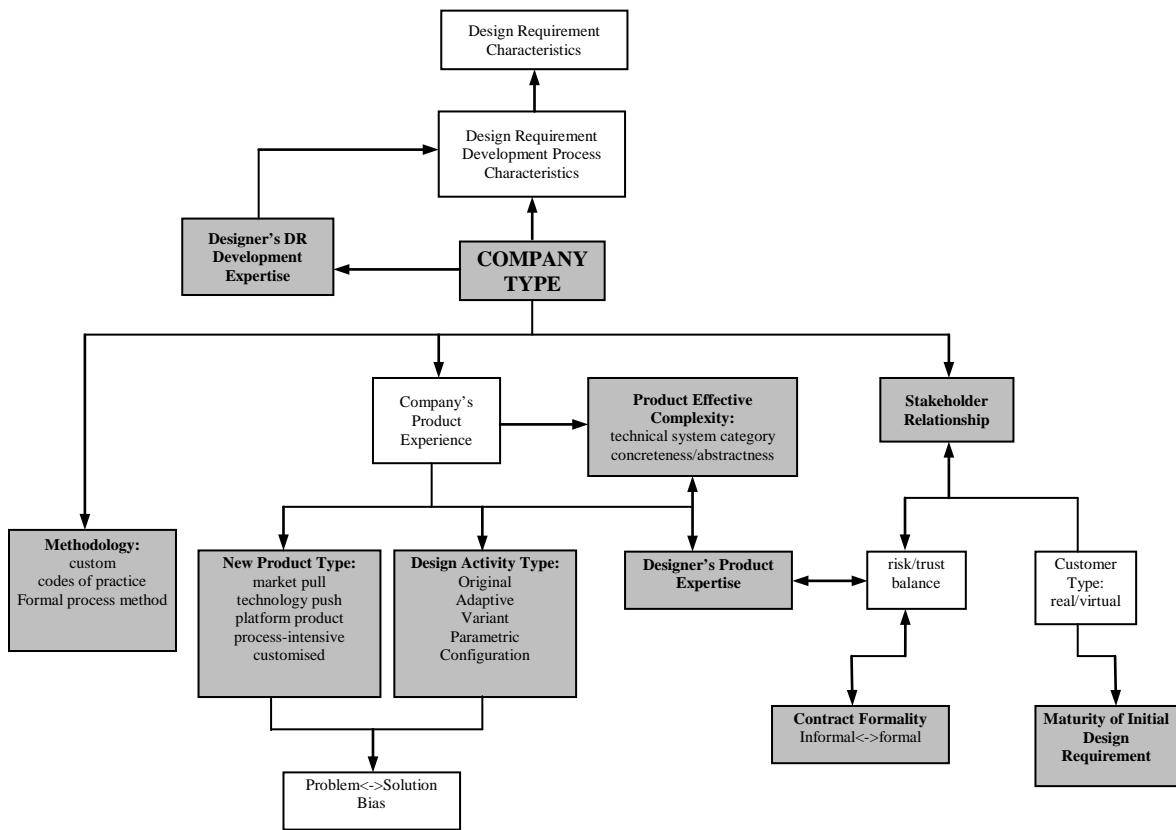 Design Requirement
Characteristics
Design Requirement
Development Process
Characteristics
Designer’s DR
Development
Expertise
COMPANY
TYPE
Company’s
Product
Experience
Product Effective
Complexity:
technical system category
concreteness/abstractness
Stakeholder
Relationship
Methodology:
custom
codes of practice
Formal process method
New Product Type:
market pull
technology push
platform product
process-intensive
customised
Design Activity Type:
Original
Adaptive
Variant
Parametric
Configuration
Designer’s Product
Expertise
risk/trust
balance
Customer
Type:
real/virtual
Contract Formality
Informal<->formal
Maturity of Initial
Design
Requirement
Problem<->Solution
Bias